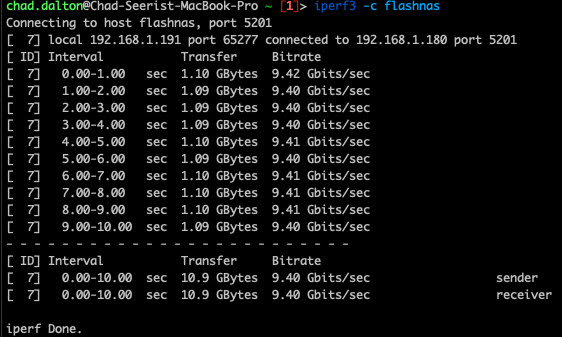 chad.dalton@Chad-Seerist-MacBook-Pro ~ [1]> iperf3 -c flashnas
Connecting to host flashnas, port 5201
[  7] local 192.168.1.191 port 65277 connected to 192.168.1.180 port 5201
[ ID] Interval           Transfer     Bitrate
[  7]   0.00-1.00   sec  1.10 GBytes  9.42 Gbits/sec
[  7]   1.00-2.00   sec  1.09 GBytes  9.40 Gbits/sec
[  7]   2.00-3.00   sec  1.09 GBytes  9.40 Gbits/sec
[  7]   3.00-4.00   sec  1.09 GBytes  9.40 Gbits/sec
[  7]   4.00-5.00   sec  1.10 GBytes  9.41 Gbits/sec
[  7]   5.00-6.00   sec  1.09 GBytes  9.40 Gbits/sec
[  7]   6.00-7.00   sec  1.10 GBytes  9.41 Gbits/sec
[  7]   7.00-8.00   sec  1.10 GBytes  9.41 Gbits/sec
[  7]   8.00-9.00   sec  1.10 GBytes  9.41 Gbits/sec
[  7]   9.00-10.00  sec  1.09 GBytes  9.40 Gbits/sec
- - - - - - - - - - - - - - - - - - - - - - - - -
[ ID] Interval           Transfer     Bitrate
[  7]   0.00-10.00  sec  10.9 GBytes  9.40 Gbits/sec                  sender
[  7]   0.00-10.00  sec  10.9 GBytes  9.40 Gbits/sec                  receiver

iperf Done.